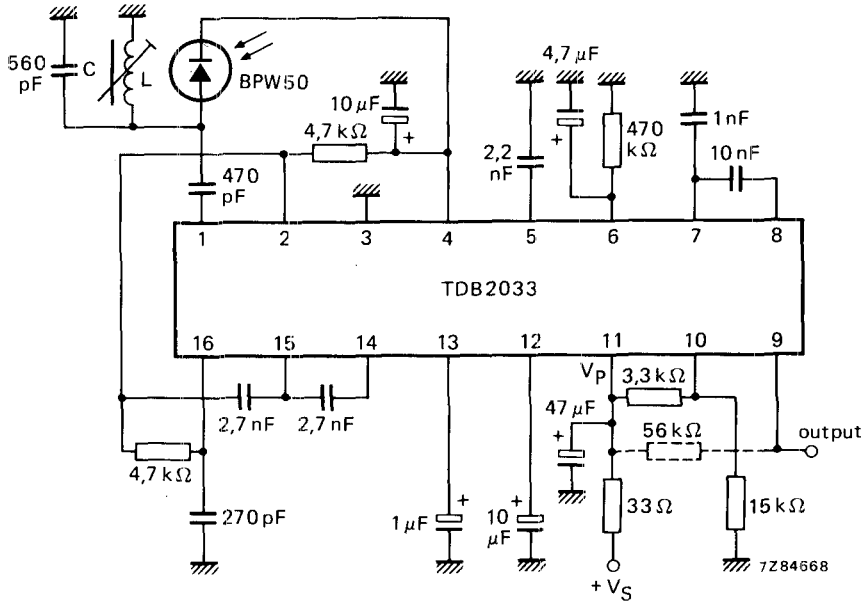 560
pF
C
L
BPW50
10 μF
4,7 kΩ
+
470
pF
2,2
nF
4,7 μF
+
470
kΩ
1 nF
10 nF
1 2 3 4 5 6 7 8
TDB2033
16 15 14 13 12 11 10 9
V_P
3,3 kΩ
2,7 nF
2,7 nF
47 μF
+
56 kΩ
output
4,7 kΩ
270 pF
1 μF
+
10
μF
+
33Ω
15 kΩ
+ V_S
7Z84668